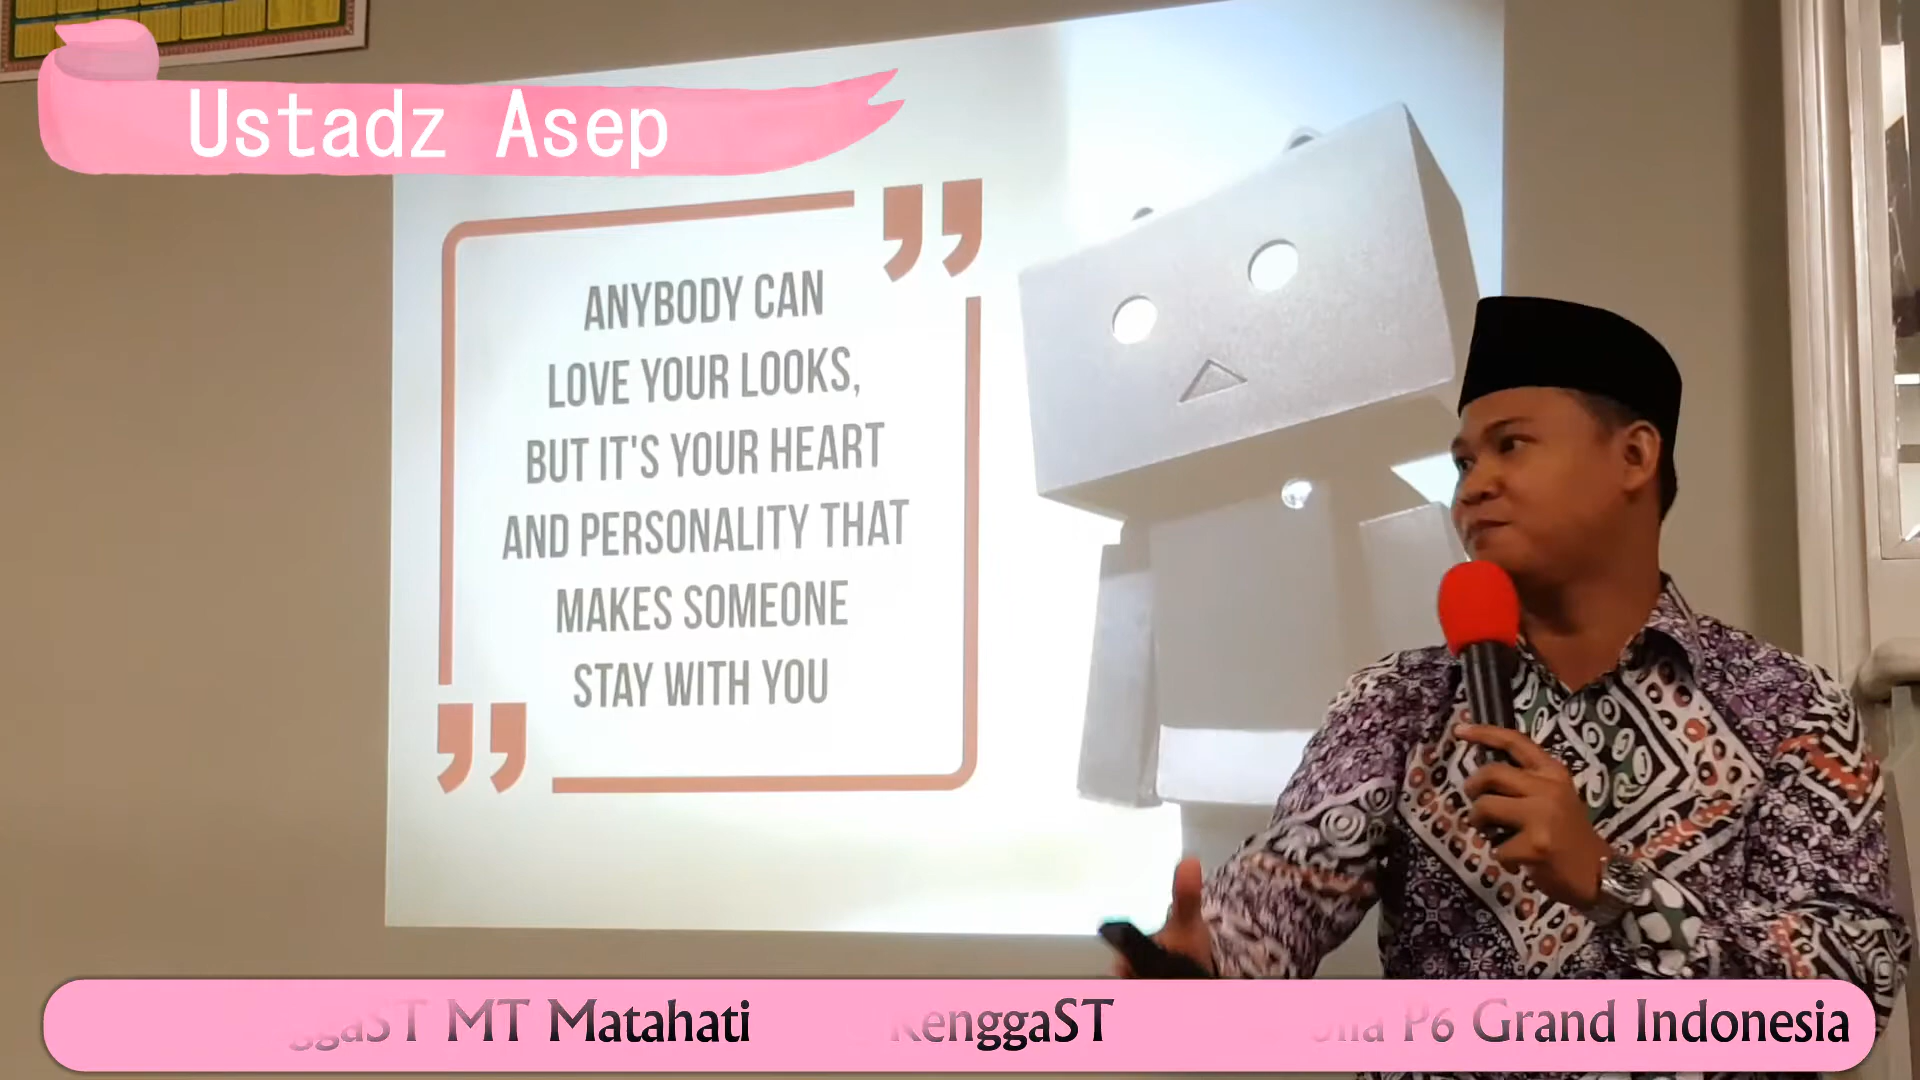 Ustadz Asep
ANYBODY CAN
LOVE YOUR LOOKS,
BUT IT'S YOUR HEART
AND PERSONALITY THAT
MAKES SOMEONE
STAY WITH YOU
MT Matahati RenggaST P6 Grand Indonesia